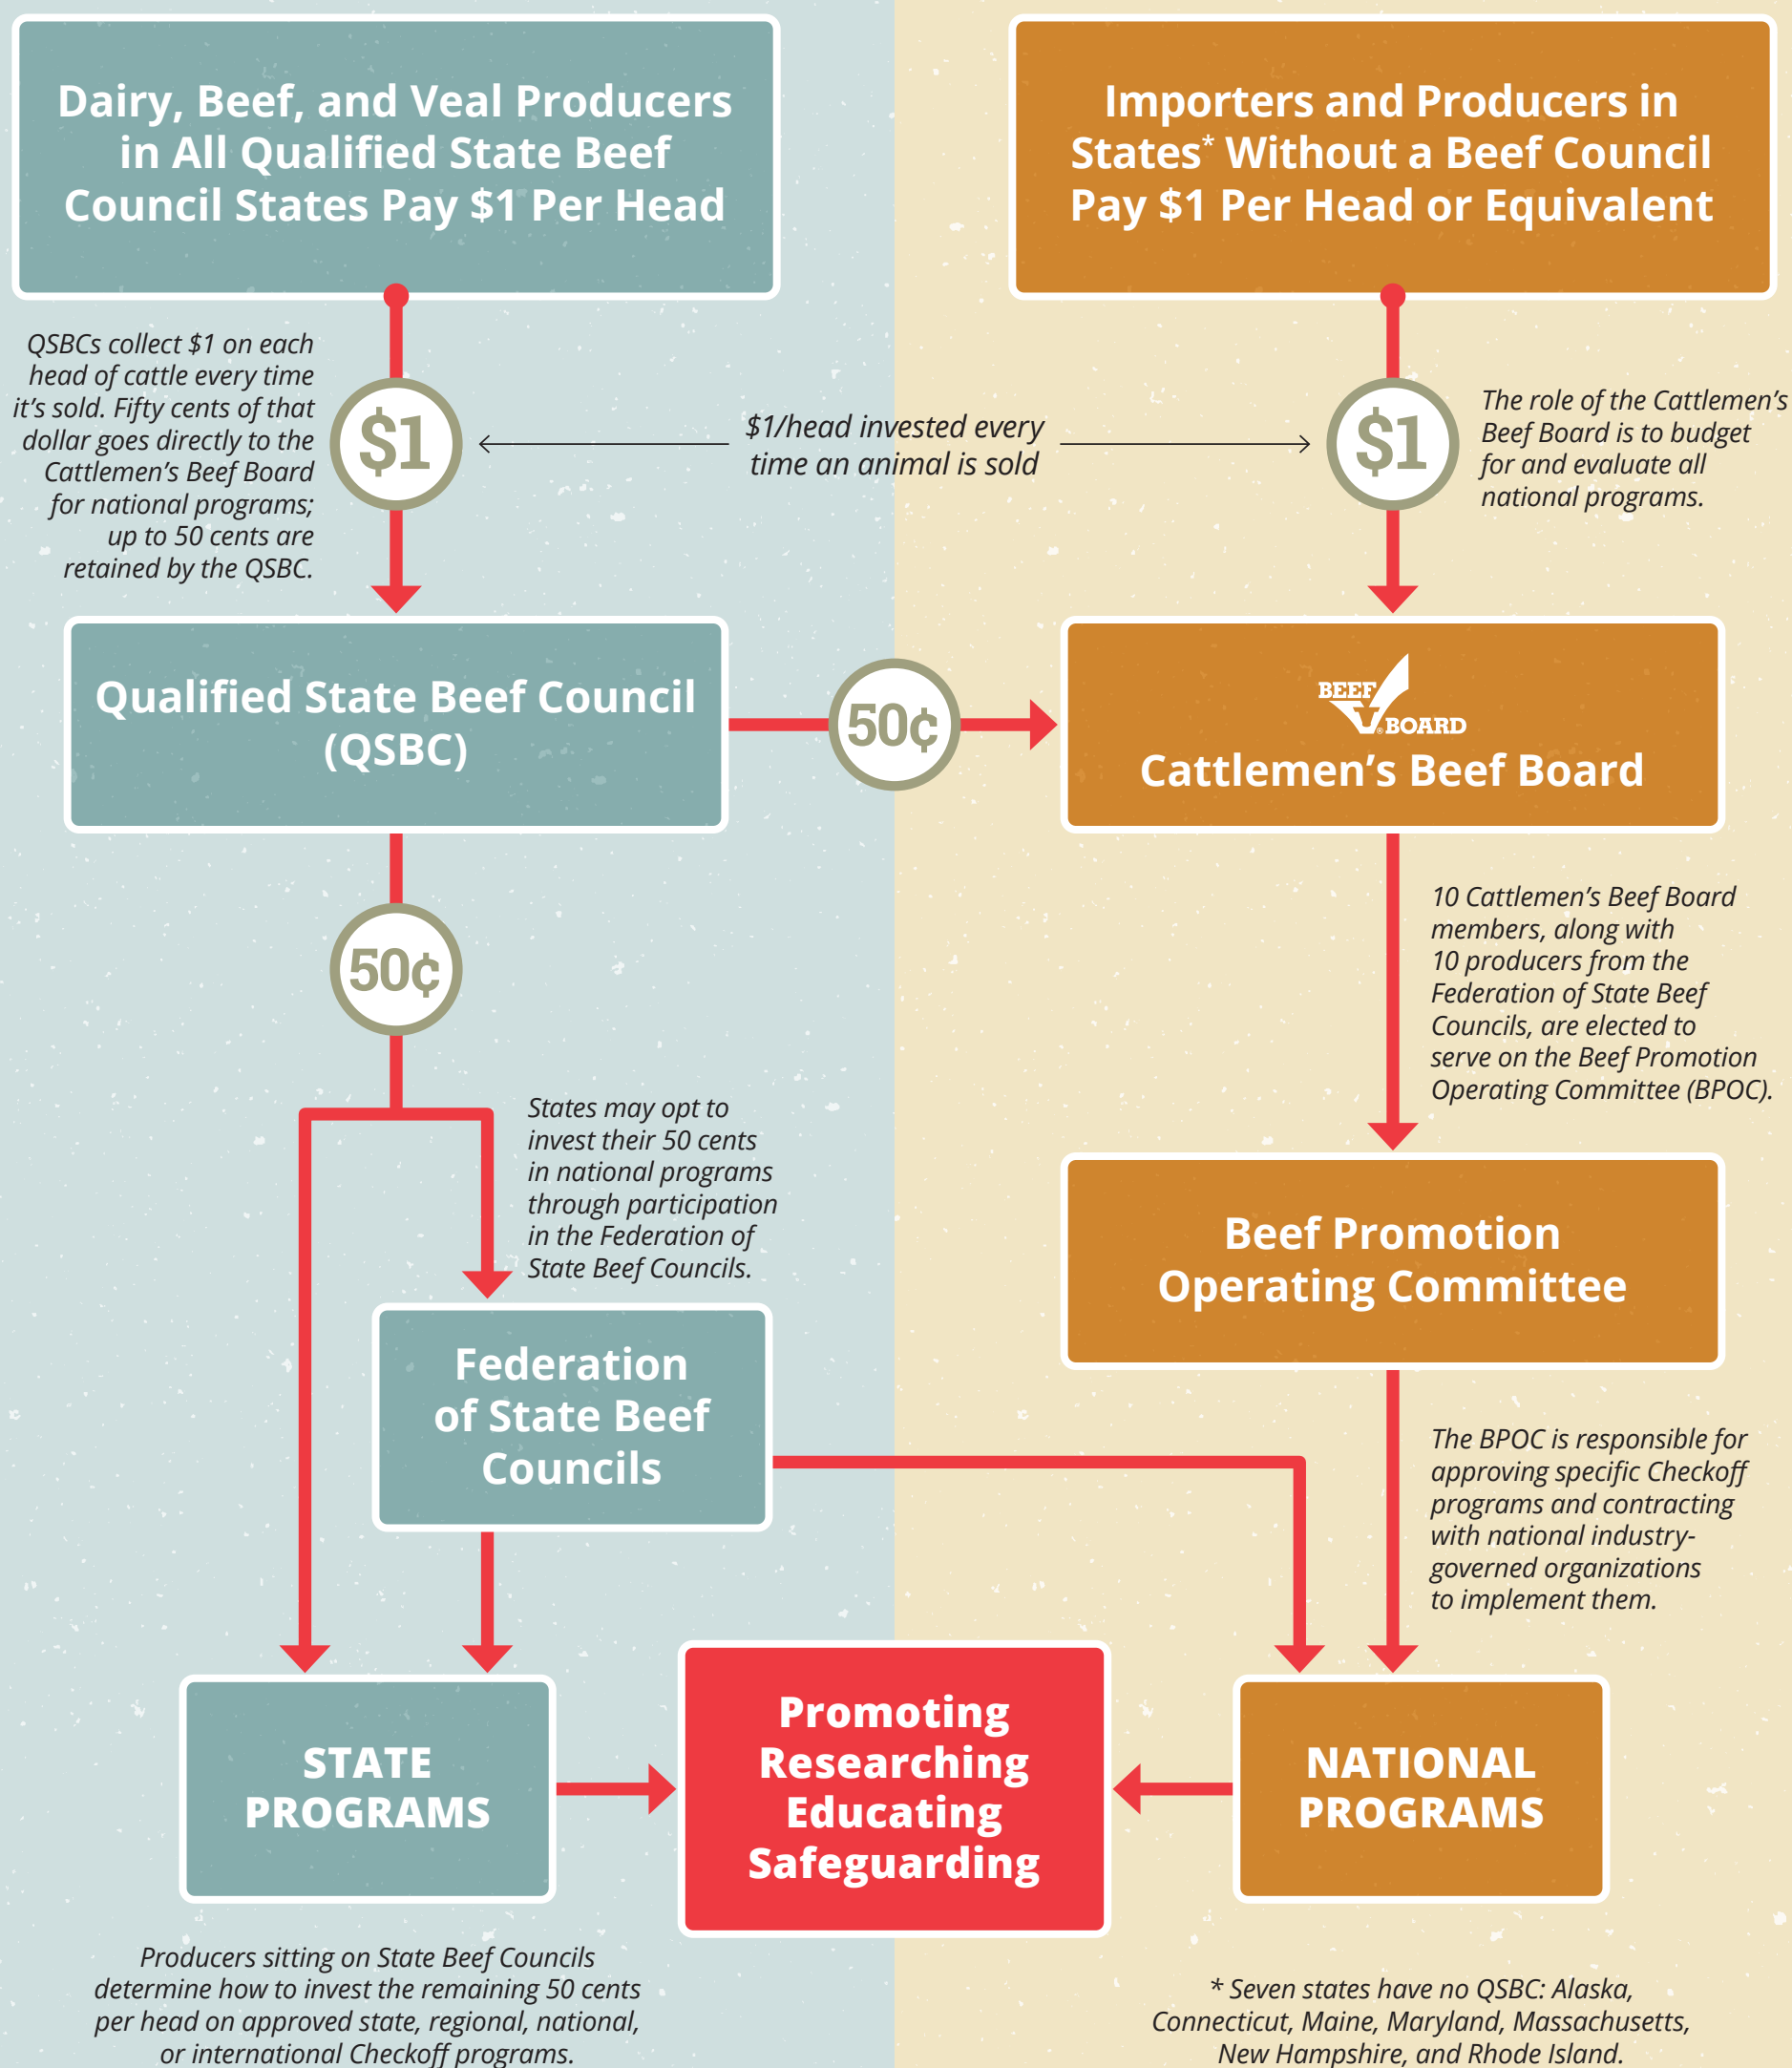 Dairy, Beef, and Veal Producers
in All Qualified State Beef
Council States Pay $1 Per Head
Importers and Producers in
States* Without a Beef Council
Pay $1 Per Head or Equivalent
QSBCs collect $1 on each
head of cattle every time
it’s sold. Fifty cents of that
dollar goes directly to the
Cattlemen’s Beef Board
for national programs;
up to 50 cents are
retained by the QSBC.
$1
$1/head invested every
time an animal is sold
$1
The role of the Cattlemen’s
Beef Board is to budget
for and evaluate all
national programs.
Qualified State Beef Council
(QSBC)
50¢
BEEF
®BOARD
Cattlemen’s Beef Board
50¢
10 Cattlemen’s Beef Board
members, along with
10 producers from the
Federation of State Beef
Councils, are elected to
serve on the Beef Promotion
Operating Committee (BPOC).
States may opt to
invest their 50 cents
in national programs
through participation
in the Federation of
State Beef Councils.
Beef Promotion
Operating Committee
Federation
of State Beef
Councils
The BPOC is responsible for
approving specific Checkoff
programs and contracting
with national industry-
governed organizations
to implement them.
STATE
PROGRAMS
Promoting
Researching
Educating
Safeguarding
NATIONAL
PROGRAMS
Producers sitting on State Beef Councils
determine how to invest the remaining 50 cents
per head on approved state, regional, national,
or international Checkoff programs.
* Seven states have no QSBC: Alaska,
Connecticut, Maine, Maryland, Massachusetts,
New Hampshire, and Rhode Island.